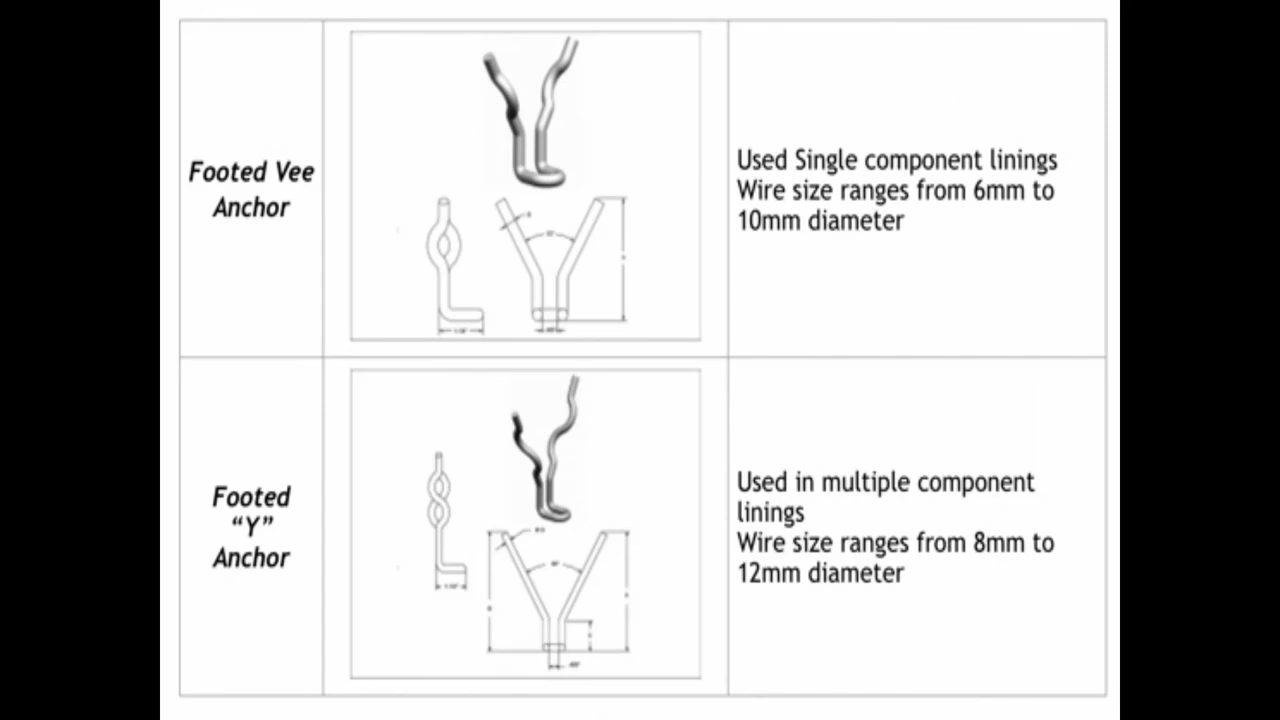 Footed Vee
Anchor
Used Single component linings
Wire size ranges from 6mm to
10mm diameter
Footed
“Y”
Anchor
Used in multiple component
linings
Wire size ranges from 8mm to
12mm diameter